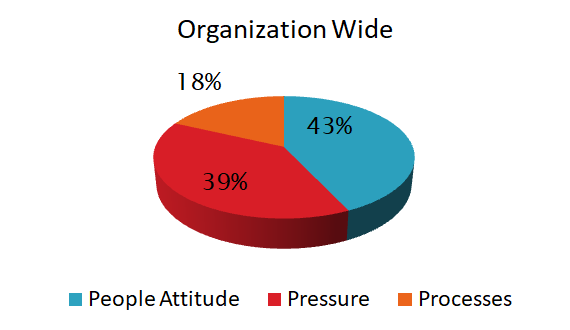 Organization Wide
18%
43%
39%
People Attitude Pressure Processes